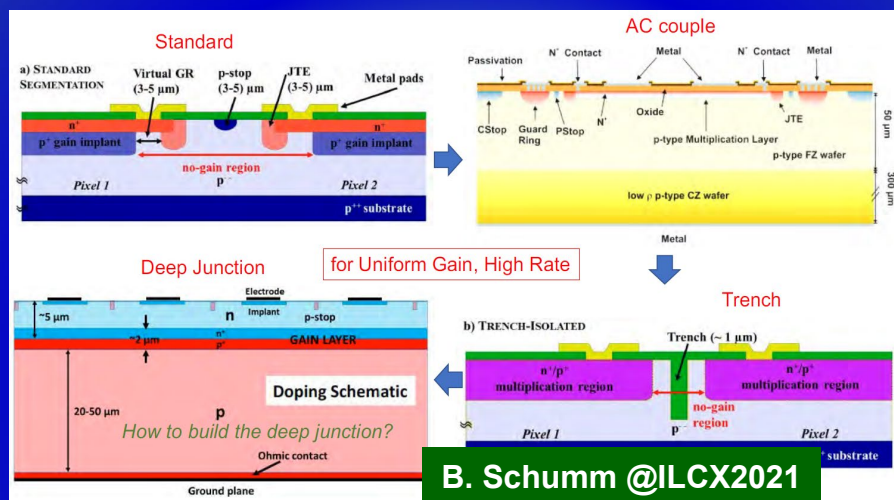 Standard
a) STANDARD
SEGMENTATION
Virtual GR
(3-5) µm
p-stop
(3-5) µm
JTE
(3-5) µm
Metal pads
n⁺
n⁺
p⁺ gain implant
p⁺ gain implant
no-gain region
Pixel 1
p⁻⁻
Pixel 2
p⁺⁺ substrate
AC couple
Passivation
N⁺ Contact
Metal
N⁺ Contact
Metal
CStop
Guard
Ring
PStop
N⁺
Oxide
p-type Multiplication Layer
JTE
p-type FZ wafer
50 µm
low ρ p-type CZ wafer
300 µm
Metal
Deep Junction
for Uniform Gain, High Rate
Electrode
Implant
~5 µm
n
p-stop
~2 µm
n⁺
p⁺
GAIN LAYER
20-50 µm
Doping Schematic
p
How to build the deep junction?
Ohmic contact
Ground plane
Trench
b) TRENCH-ISOLATED
Trench (~ 1 µm)
n⁺/p⁺
multiplication region
n⁺/p⁺
multiplication region
no-gain
region
Pixel 1
p⁻⁻
Pixel 2
substrate
B. Schumm @ILCX2021